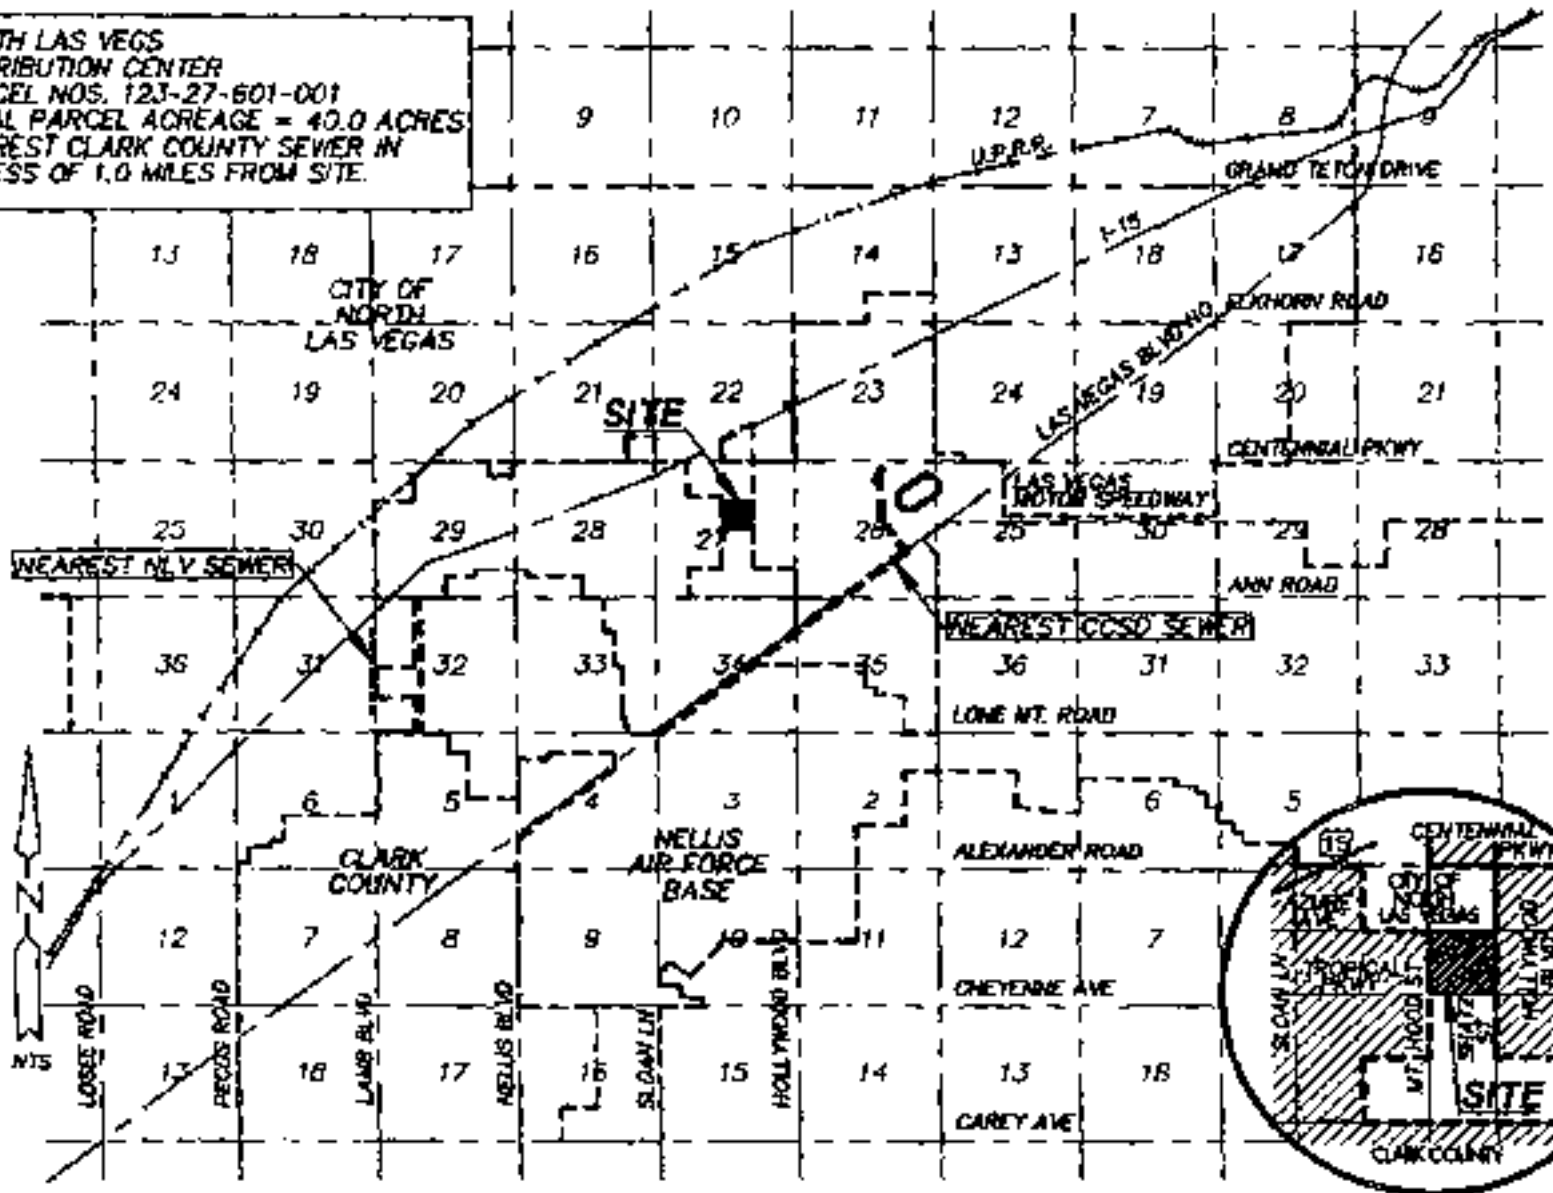 TH LAS VEGS
RIBUTION CENTER
CEL NOS. 123-27-601-001
AL PARCEL ACREAGE = 40.0 ACRES
REST CLARK COUNTY SEWER IN
ESS OF 1.0 MILES FROM SITE.
9 10 11 12 7 8 9
U.P.R.R.
GRAND TETON DRIVE
I-15
13 18 17 16 15 14 13 18 17 16
CITY OF
NORTH
LAS VEGAS
ELKHORN ROAD
LAS VEGAS BLVD NO
24 19 20 21 22 23 24 19 20 21
SITE
CENTENNIAL PKWY
LAS VEGAS
MOTOR SPEEDWAY
25 30 29 28 27 26 25 30 29 28
NEAREST NLV SEWER
ANN ROAD
NEAREST CCSD SEWER
36 31 32 33 34 35 36 31 32 33
LONE MT. ROAD
1 6 5 4 3 2 6 5
CLARK
COUNTY
NELLIS
AIR FORCE
BASE
ALEXANDER ROAD
12 7 8 9 10 11 12 7
CHEYENNE AVE
N
NTS
LOSEE ROAD
PECOS ROAD
LAMB BLVD
NELLIS BLVD
SLOAN LN
HOLLYWOOD BLVD
13 18 17 16 15 14 13 18
CAREY AVE
15
CENTENNIAL
PKWY
CITY OF
NORTH
LAS VEGAS
AZURE
AVE
TROPICAL
PKWY
SLOAN LN
MT. HOOD ST
SHATZ
ST
HOLLYWOOD
BLVD
SITE
CLARK COUNTY